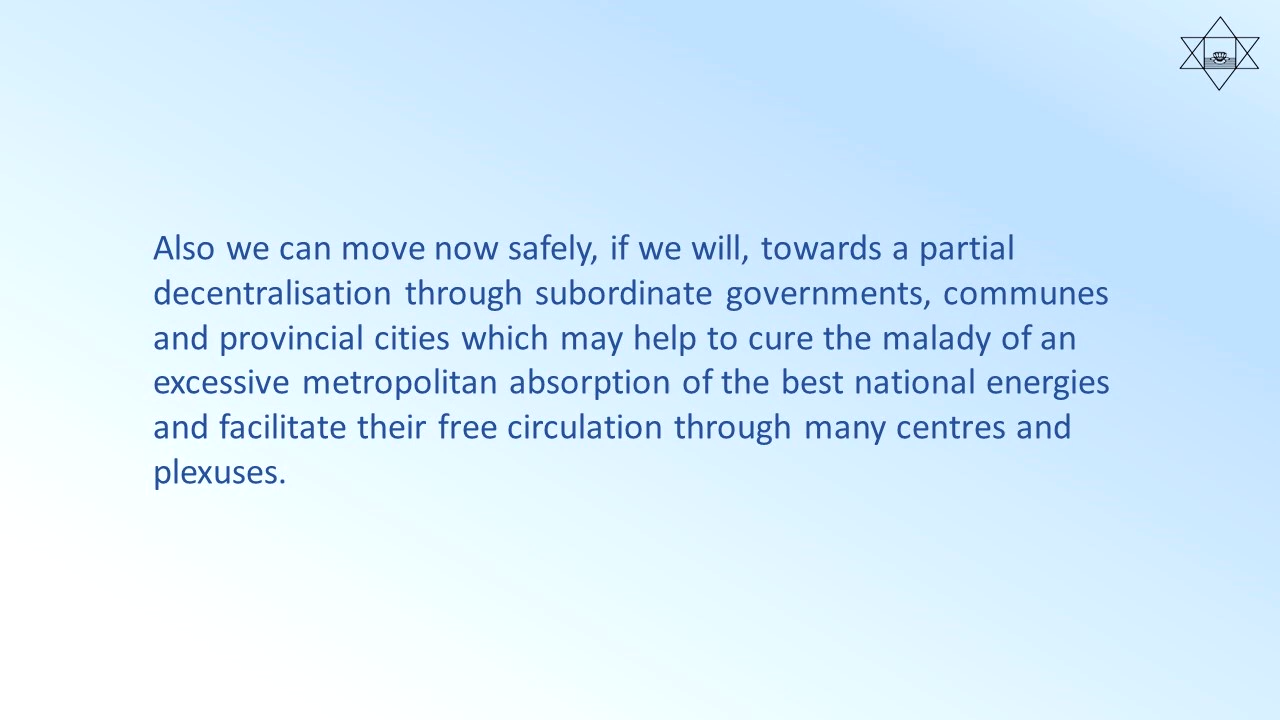 Also we can move now safely, if we will, towards a partial
decentralisation through subordinate governments, communes
and provincial cities which may help to cure the malady of an
excessive metropolitan absorption of the best national energies
and facilitate their free circulation through many centres and
plexuses.